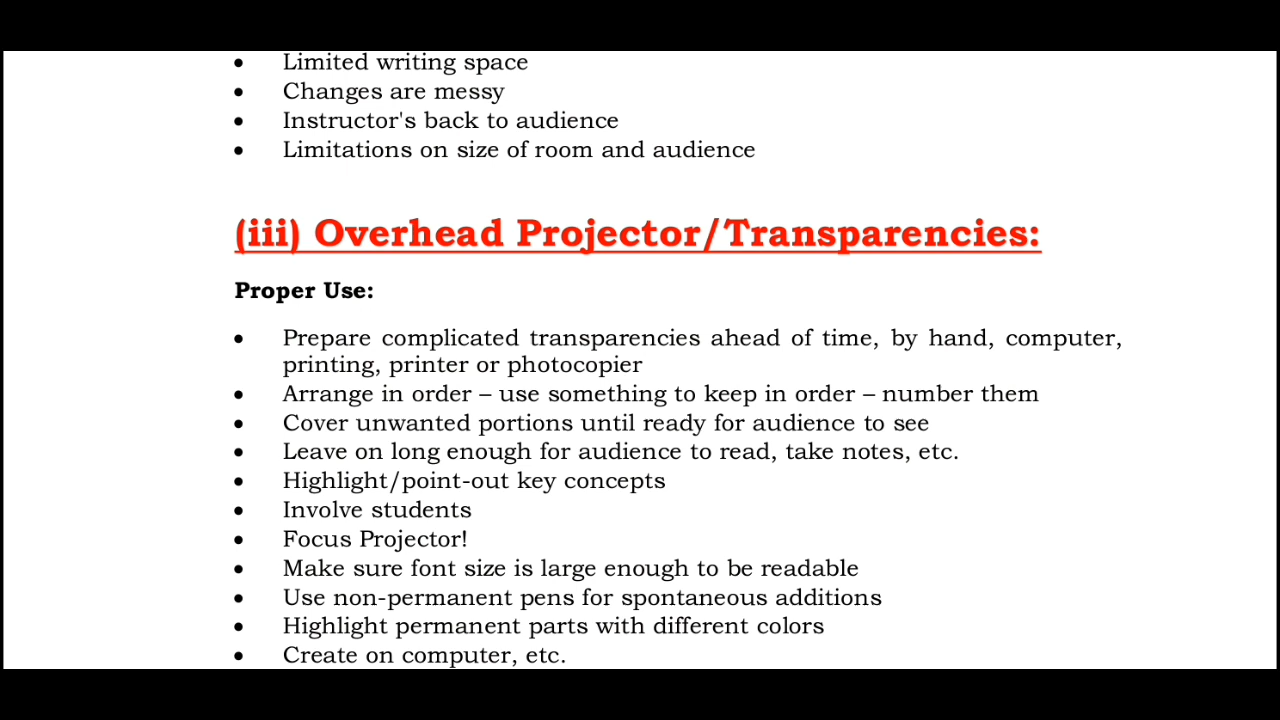 • Limited writing space
• Changes are messy
• Instructor's back to audience
• Limitations on size of room and audience
(iii) Overhead Projector/Transparencies:
Proper Use:
• Prepare complicated transparencies ahead of time, by hand, computer,
printing, printer or photocopier
• Arrange in order – use something to keep in order – number them
• Cover unwanted portions until ready for audience to see
• Leave on long enough for audience to read, take notes, etc.
• Highlight/point-out key concepts
• Involve students
• Focus Projector!
• Make sure font size is large enough to be readable
• Use non-permanent pens for spontaneous additions
• Highlight permanent parts with different colors
• Create on computer, etc.